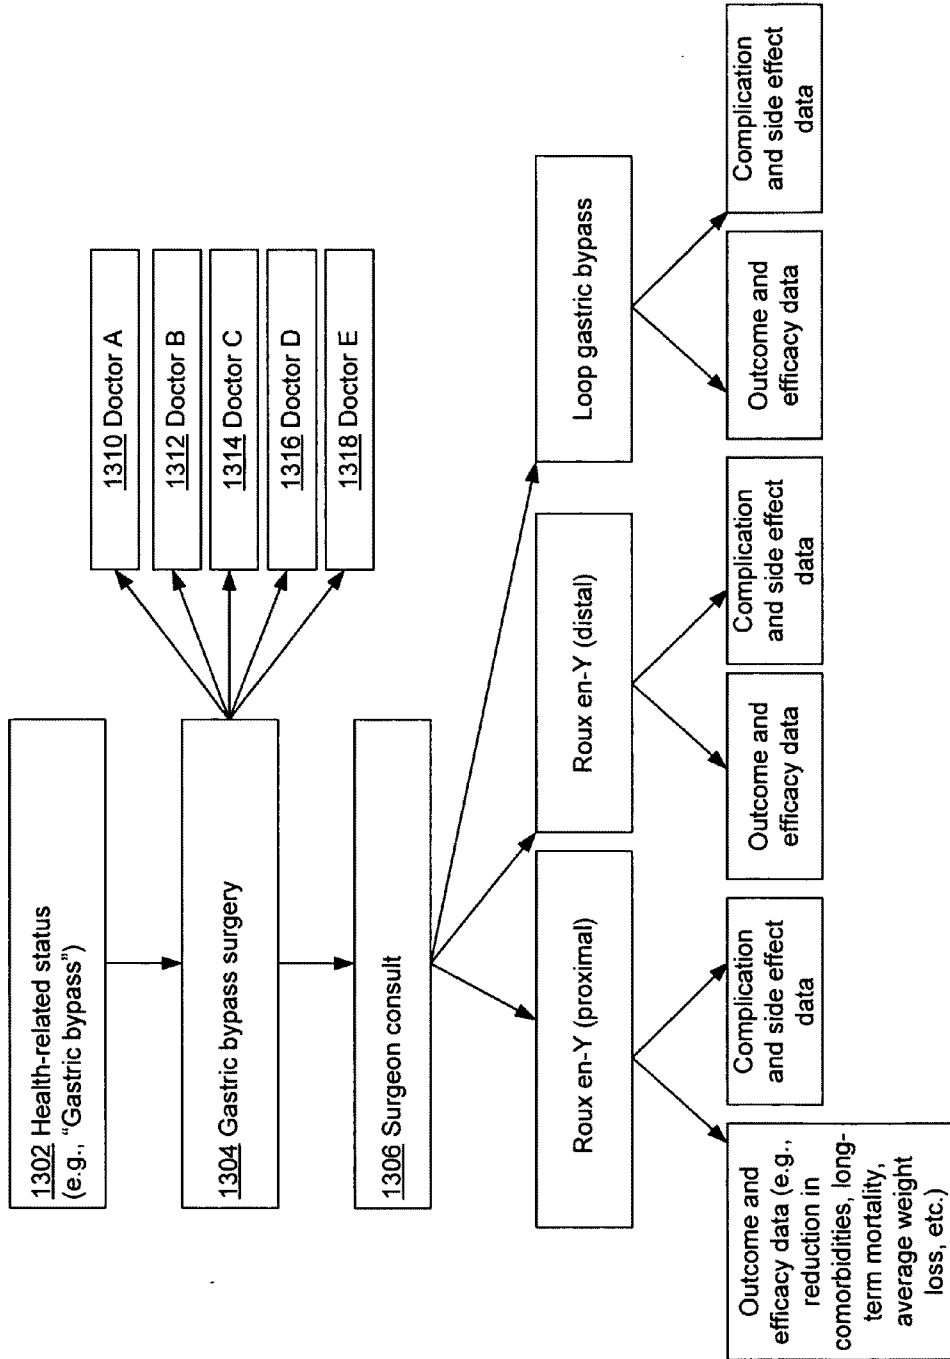 1302 Health-related status
(e.g., “Gastric bypass”)
1304 Gastric bypass surgery
1310 Doctor A
1312 Doctor B
1314 Doctor C
1316 Doctor D
1318 Doctor E
1306 Surgeon consult
Roux en-Y (proximal)
Roux en-Y (distal)
Loop gastric bypass
Outcome and
efficacy data (e.g.,
reduction in
comorbidities, long-
term mortality,
average weight
loss, etc.)
Complication
and side effect
data
Outcome and
efficacy data
Complication
and side effect
data
Outcome and
efficacy data
Complication
and side effect
data